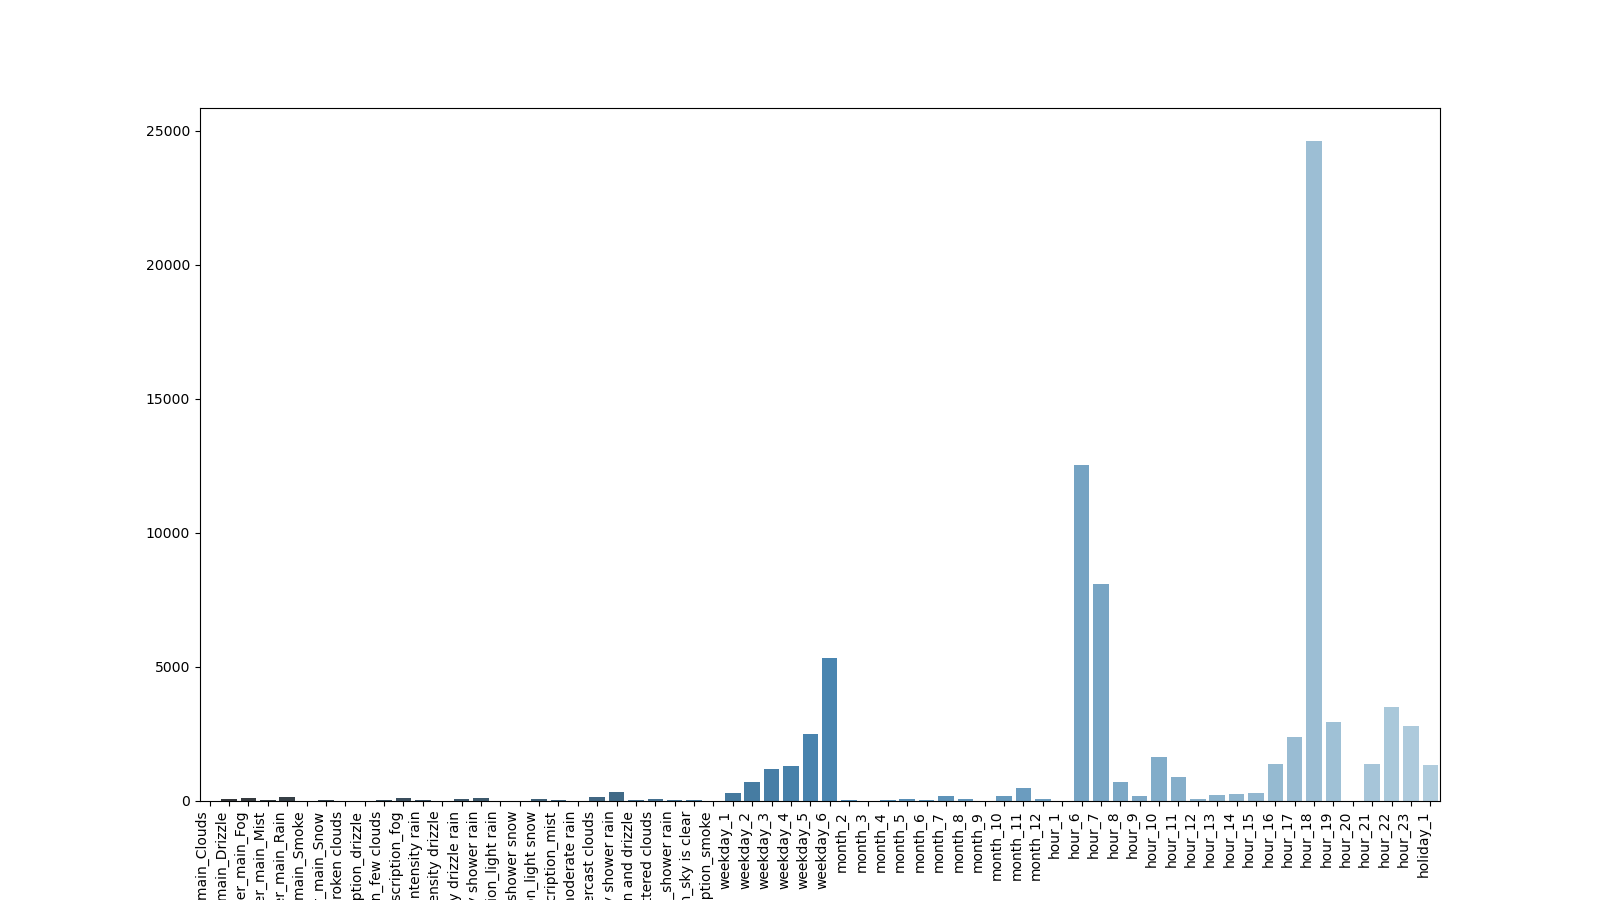 25000
20000
15000
10000
5000
0
main_Clouds
main_Drizzle
er_main_Fog
er_main_Mist
er_main_Rain
main_Smoke
_main_Snow
roken clouds
ption_drizzle
n_few clouds
scription_fog
ntensity rain
ensity drizzle
y drizzle rain
y shower rain
ion_light rain
shower snow
on_light snow
cription_mist
noderate rain
ercast clouds
y shower rain
n and drizzle
ttered clouds
_shower rain
n_sky is clear
ption_smoke
weekday_1
weekday_2
weekday_3
weekday_4
weekday_5
weekday_6
month_2
month_3
month_4
month_5
month_6
month_7
month_8
month_9
month_10
month_11
month_12
hour_1
hour_6
hour_7
hour_8
hour_9
hour_10
hour_11
hour_12
hour_13
hour_14
hour_15
hour_16
hour_17
hour_18
hour_19
hour_20
hour_21
hour_22
hour_23
holiday_1